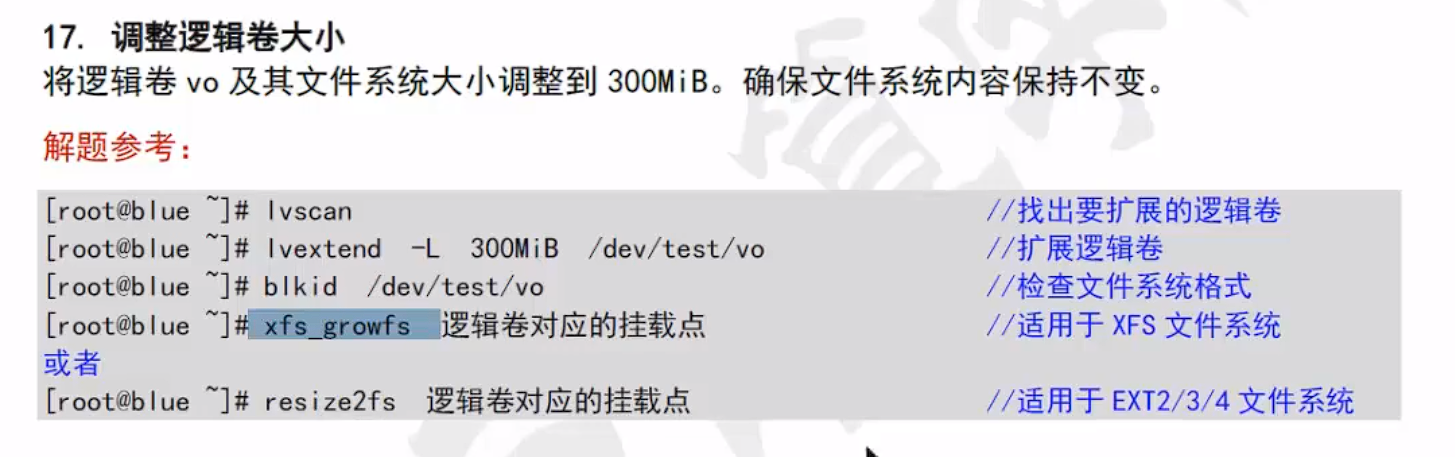 17. 调整逻辑卷大小
将逻辑卷 vo 及其文件系统大小调整到 300MiB。确保文件系统内容保持不变。
解题参考：
[root@blue ~]# lvscan //找出要扩展的逻辑卷
[root@blue ~]# lvextend -L 300MiB /dev/test/vo //扩展逻辑卷
[root@blue ~]# blkid /dev/test/vo //检查文件系统格式
[root@blue ~]# xfs_growfs 逻辑卷对应的挂载点 //适用于 XFS 文件系统
或者
[root@blue ~]# resize2fs 逻辑卷对应的挂载点 //适用于 EXT2/3/4 文件系统